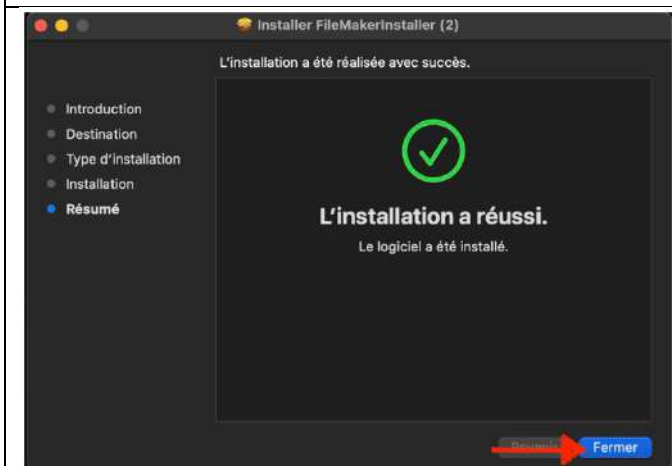 Installer FileMakerInstaller (2)
L'installation a été réalisée avec succès.
Introduction
Destination
Type d'installation
Installation
Résumé
L'installation a réussi.
Le logiciel a été installé.
Fermer